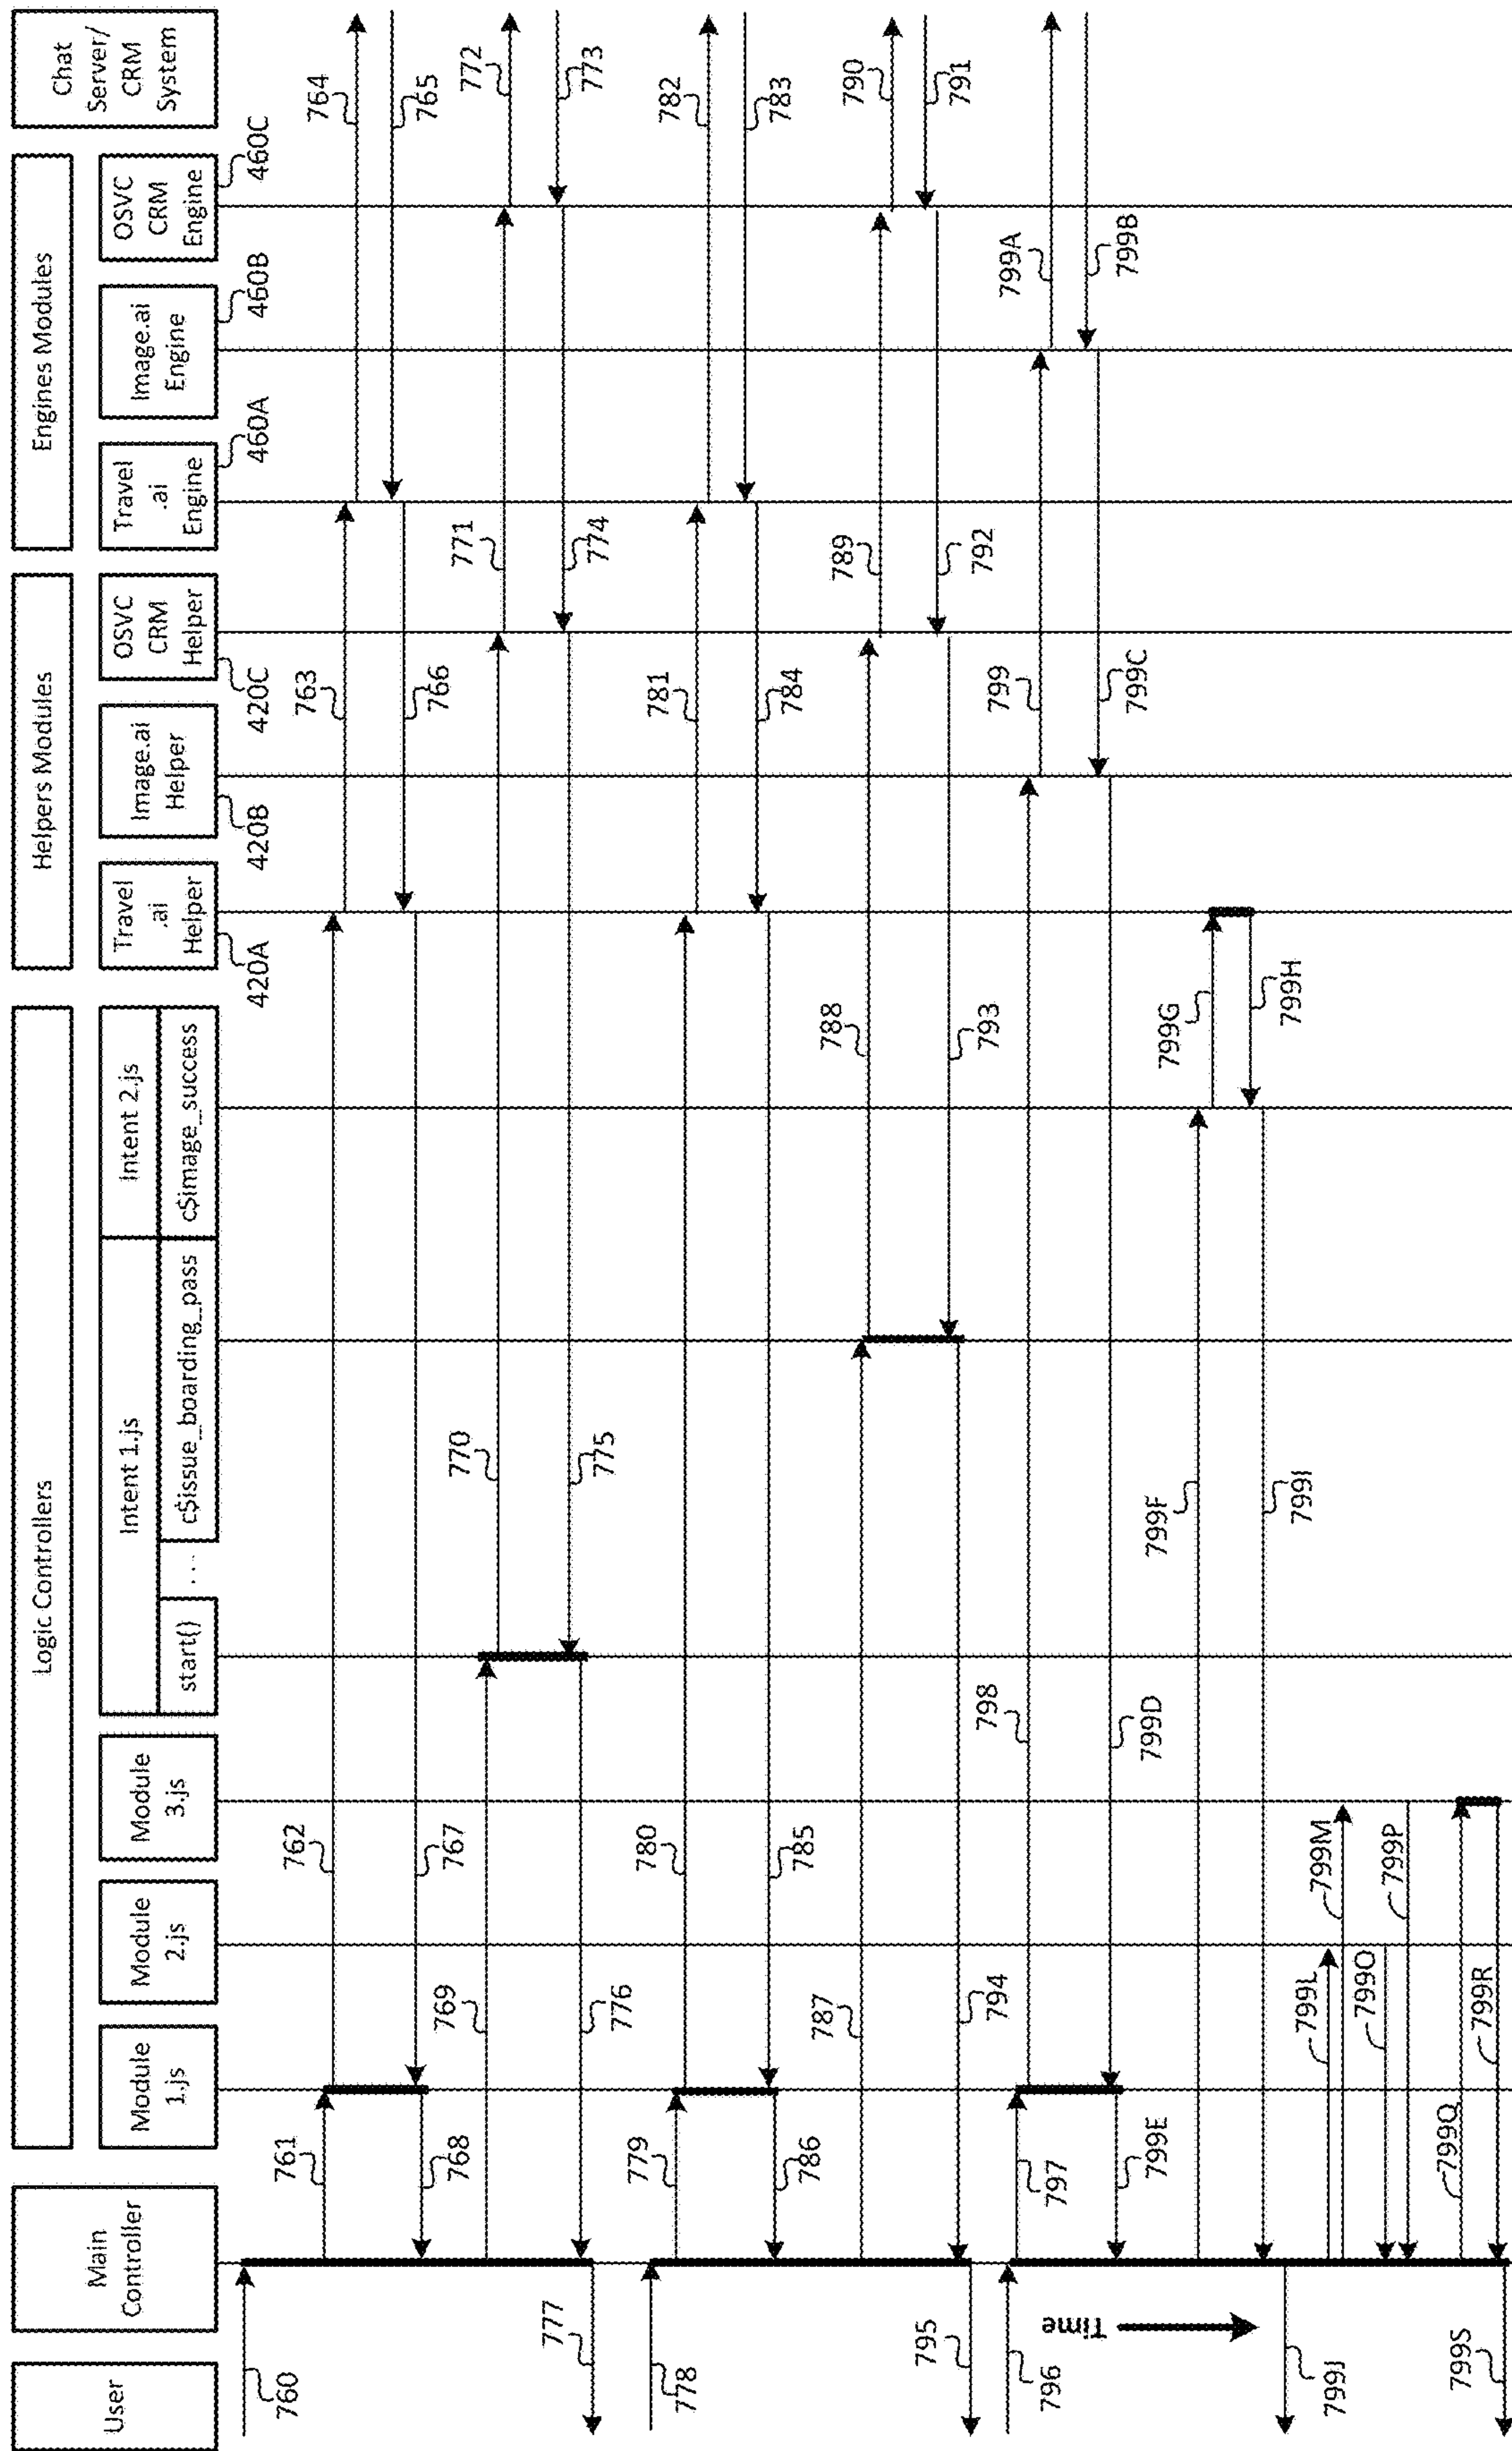 User
Main
Controller
Logic Controllers
Module
1.js
Module
2.js
Module
3.js
Intent 1.js
start()
...
c$issue_boarding_pass
Intent 2.js
c$image_success
Helpers Modules
Travel
.ai
Helper
420A
Image.ai
Helper
420B
OSVC
CRM
Helper
420C
Engines Modules
Travel
.ai
Engine
460A
Image.ai
Engine
460B
OSVC
CRM
Engine
460C
Chat
Server/
CRM
System
760
761
762
763
764
765
766
767
768
769
770
771
772
773
774
775
776
777
778
779
780
781
782
783
784
785
786
787
788
789
790
791
792
793
794
795
796
797
798
799
799A
799B
799C
799D
799E
799F
799G
799H
799I
799J
Time
799L
799M
799O
799P
799Q
799R
799S